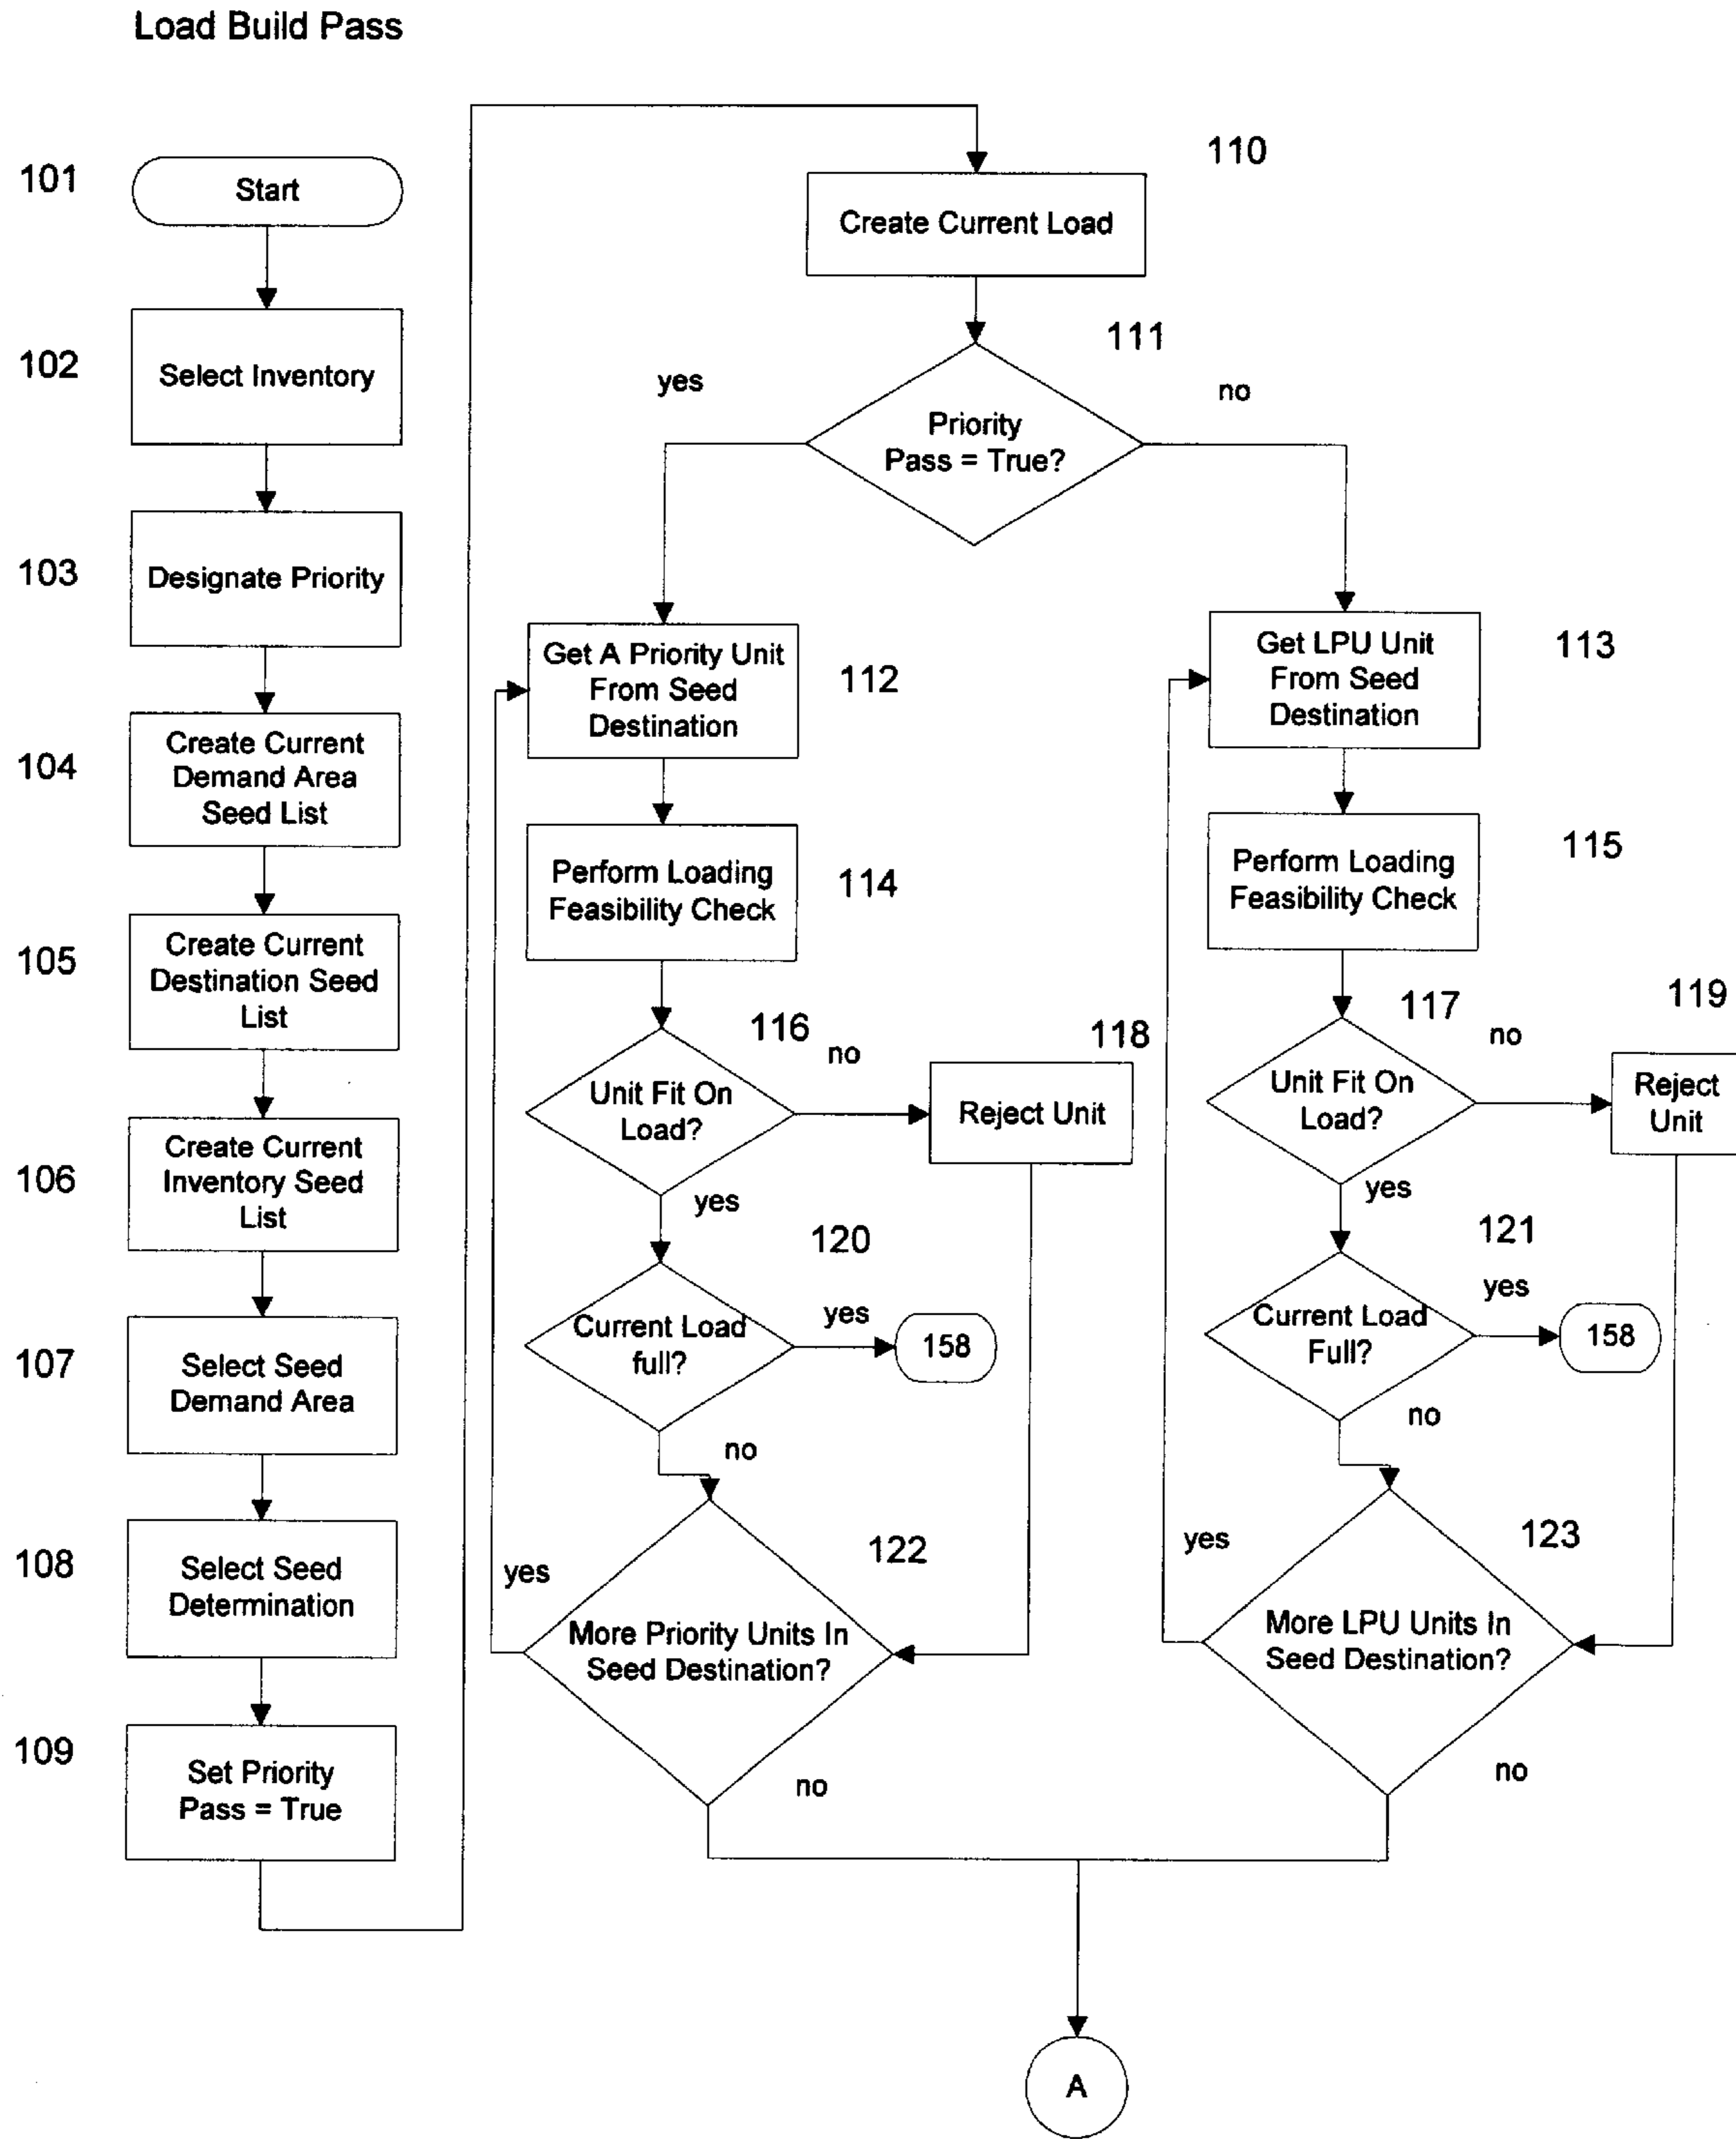 Load Build Pass
101
Start
102
Select Inventory
103
Designate Priority
104
Create Current
Demand Area
Seed List
105
Create Current
Destination Seed
List
106
Create Current
Inventory Seed
List
107
Select Seed
Demand Area
108
Select Seed
Determination
109
Set Priority
Pass = True
110
Create Current Load
111
yes
no
Priority
Pass = True?
Get A Priority Unit
From Seed
Destination
112
Perform Loading
Feasibility Check
114
116
no
118
Unit Fit On
Load?
Reject Unit
yes
120
Current Load
full?
yes
158
no
122
yes
More Priority Units In
Seed Destination?
no
Get LPU Unit
From Seed
Destination
113
Perform Loading
Feasibility Check
115
117
no
119
Unit Fit On
Load?
Reject
Unit
yes
121
Current Load
Full?
yes
158
no
123
yes
More LPU Units In
Seed Destination?
no
A